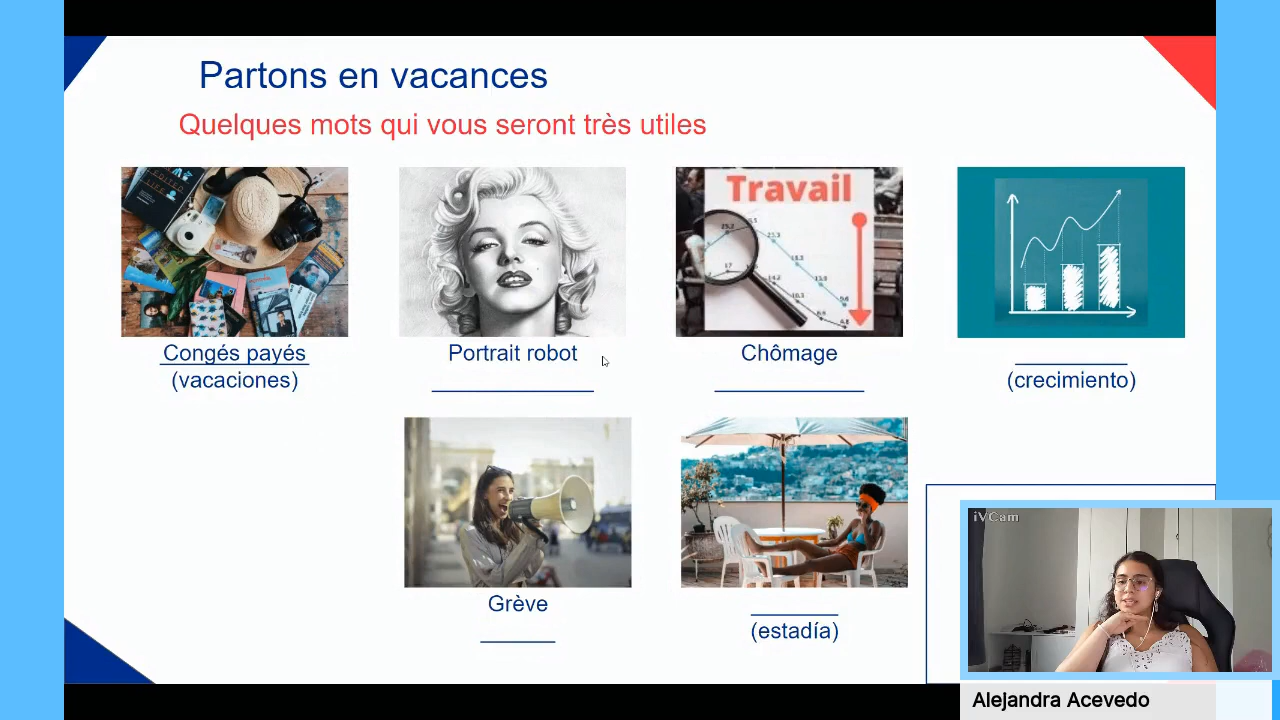 Partons en vacances
Quelques mots qui vous seront très utiles
Travail
Congés payés
(vacaciones)
Portrait robot
Chômage
(crecimiento)
Grève
(estadía)
iVCam
Alejandra Acevedo